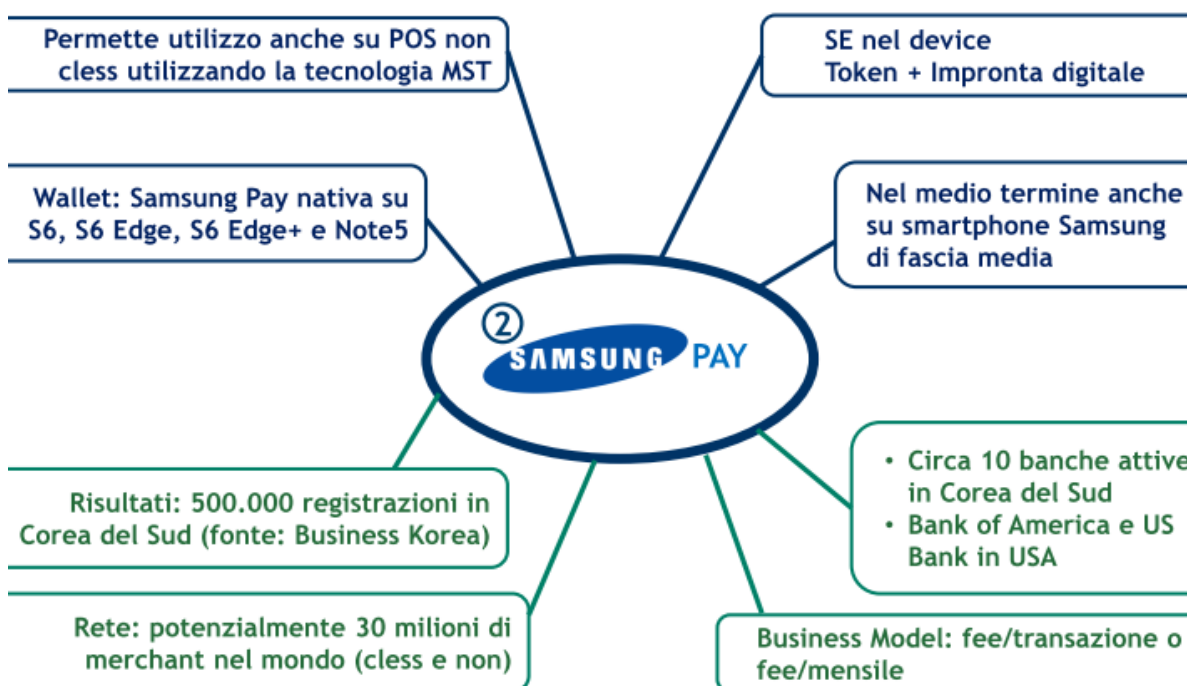 Permette utilizzo anche su POS non
cless utilizzando la tecnologia MST
SE nel device
Token + Impronta digitale
Wallet: Samsung Pay nativa su
S6, S6 Edge, S6 Edge+ e Note5
Nel medio termine anche
su smartphone Samsung
di fascia media
2
SAMSUNG PAY
Risultati: 500.000 registrazioni in
Corea del Sud (fonte: Business Korea)
• Circa 10 banche attive
in Corea del Sud
• Bank of America e US
Bank in USA
Rete: potenzialmente 30 milioni di
merchant nel mondo (cless e non)
Business Model: fee/transazione o
fee/mensile